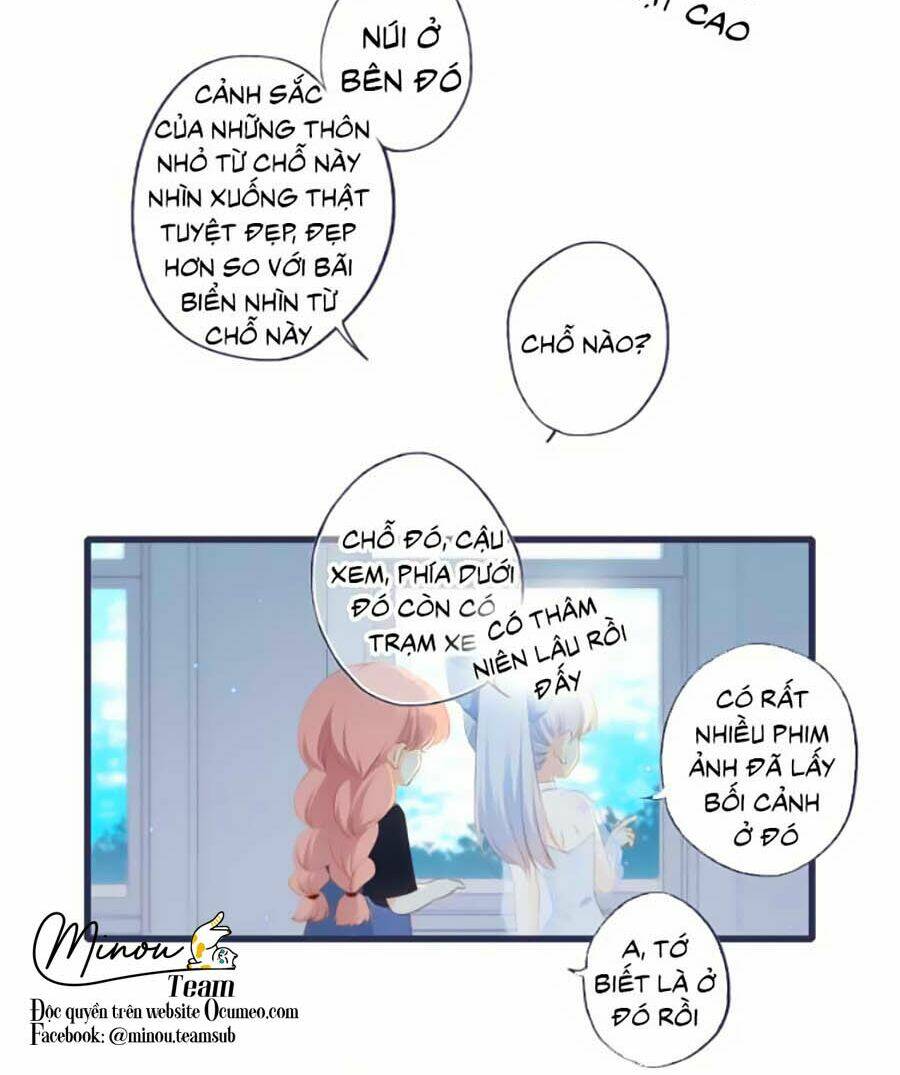 CAO
NÚI Ở
BÊN ĐÓ
CẢNH SẮC
CỦA NHỮNG THÔN
NHỎ TỪ CHỖ NÀY
NHÌN XUỐNG THẬT
TUYỆT ĐẸP, ĐẸP
HƠN SO VỚI BÃI
BIỂN NHÌN TỪ
CHỖ NÀY
CHỖ NÀO?
CHỖ ĐÓ, CẬU
XEM, PHÍA DƯỚI
ĐÓ CÒN CÓ
TRẠM XE
CÓ THÂM
NIÊN LÂU RỒI
ĐẤY
CÓ RẤT
NHIỀU PHIM
ẢNH ĐÃ LẤY
BỐI CẢNH
Ở ĐÓ
A, TỚ
BIẾT LÀ Ở
ĐÓ RỒI
Minou
Team
Độc quyền trên website Ocumeo.com
Facebook: @minou.teamsub